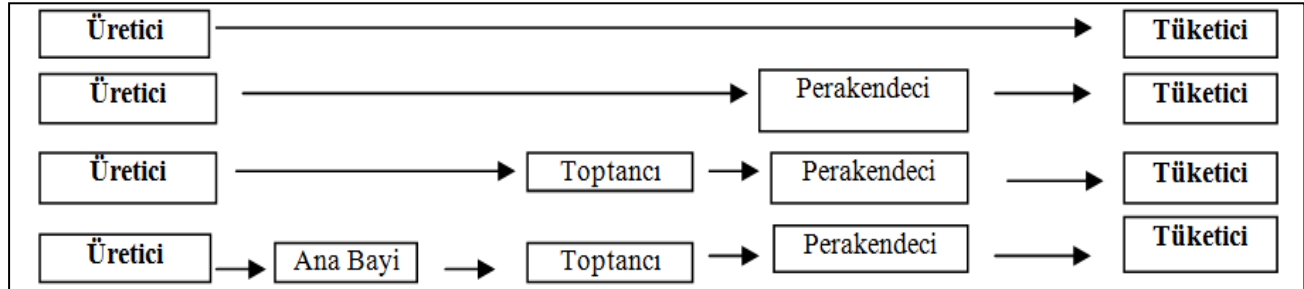 Üretici Tüketici
Üretici Perakendeci Tüketici
Üretici Toptancı Perakendeci Tüketici
Üretici Ana Bayi Toptancı Perakendeci Tüketici